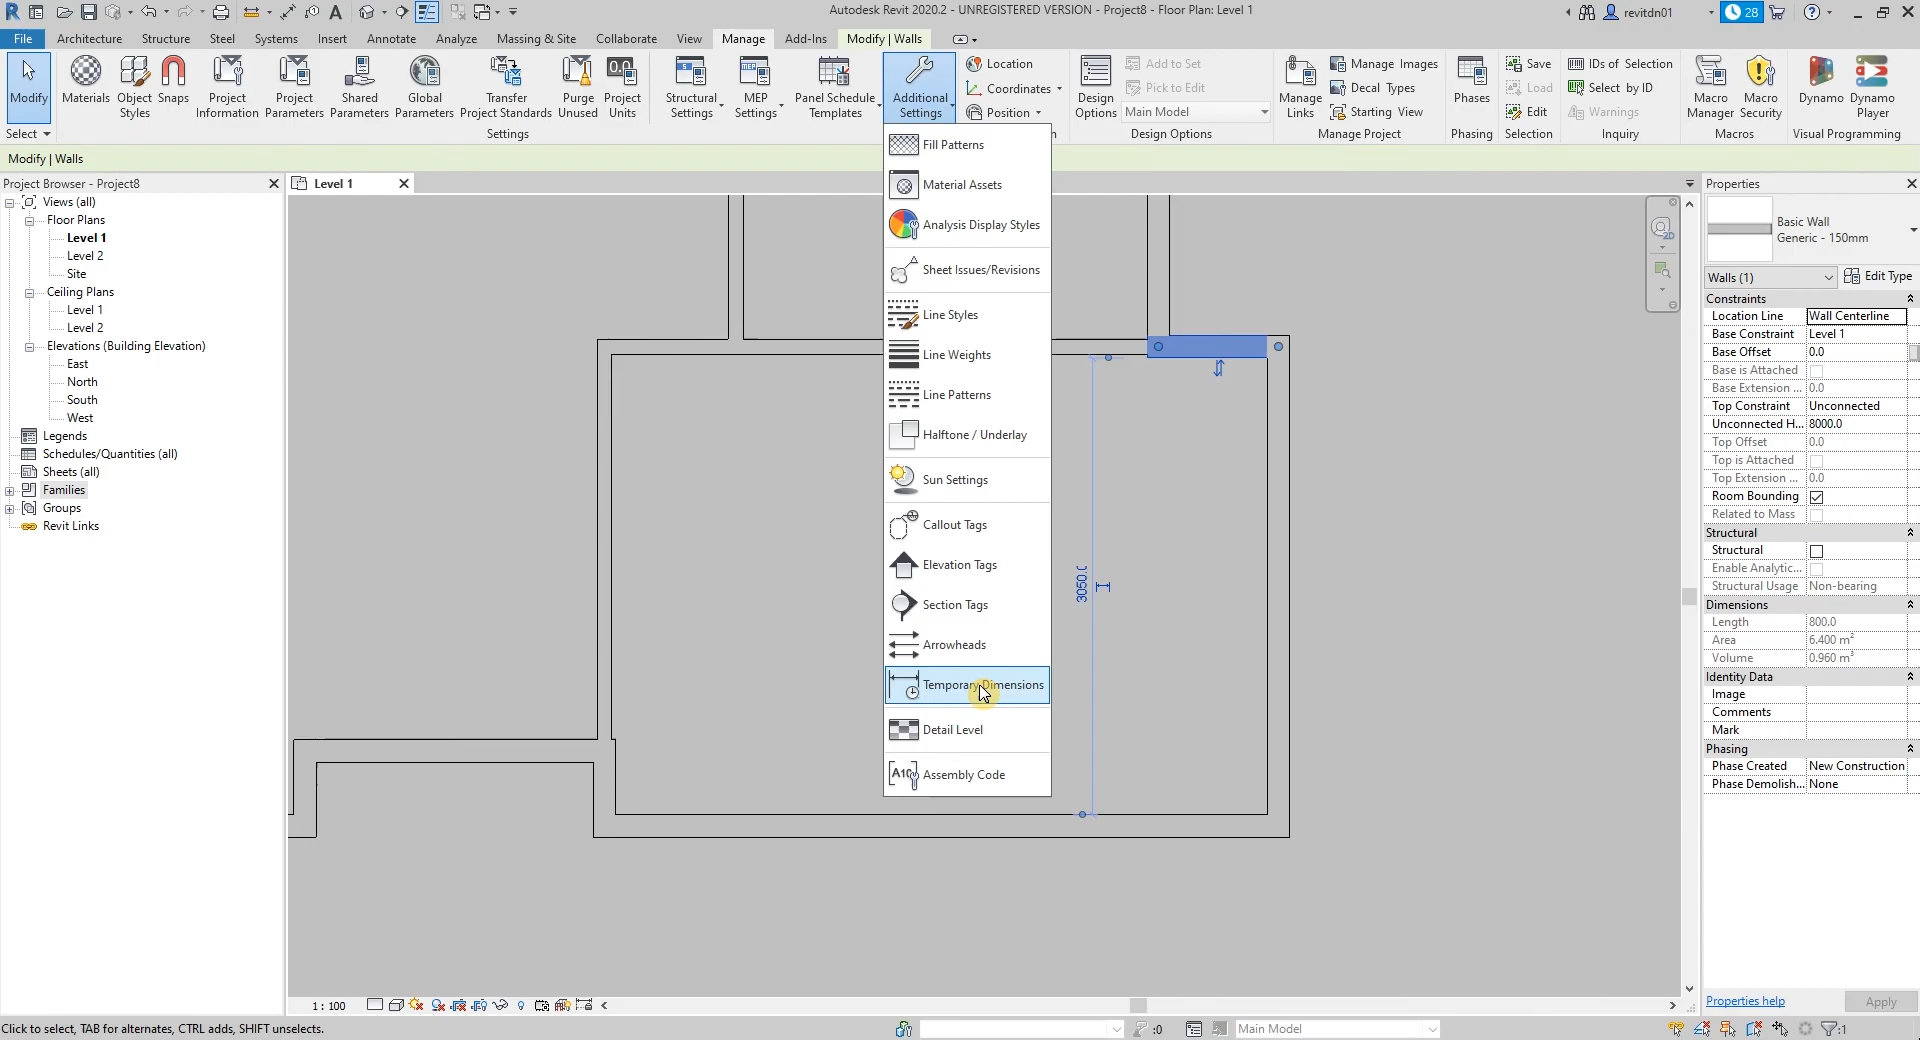 Autodesk Revit 2020.2 - UNREGISTERED VERSION - Project8 - Floor Plan: Level 1
revitdn01
28
File Architecture Structure Steel Systems Insert Annotate Analyze Massing & Site Collaborate View Manage Add-Ins Modify | Walls
Modify
Select
Materials
Object Styles
Snaps
Project Information
Project Parameters
Shared Parameters
Global Parameters
Transfer Project Standards
Purge Unused
Project Units
Settings
Structural Settings
MEP Settings
Panel Schedule Templates
Additional Settings
Location
Coordinates
Position
Design Options
Add to Set
Pick to Edit
Main Model
Design Options
Manage Links
Manage Images
Decal Types
Starting View
Manage Project
Phases
Phasing
Save
Load
Edit
Selection
IDs of Selection
Select by ID
Warnings
Inquiry
Macro Manager
Macro Security
Macros
Dynamo
Dynamo Player
Visual Programming
Modify | Walls
Project Browser - Project8
Views (all)
Floor Plans
Level 1
Level 2
Site
Ceiling Plans
Level 1
Level 2
Elevations (Building Elevation)
East
North
South
West
Legends
Schedules/Quantities (all)
Sheets (all)
Families
Groups
Revit Links
Level 1
Fill Patterns
Material Assets
Analysis Display Styles
Sheet Issues/Revisions
Line Styles
Line Weights
Line Patterns
Halftone / Underlay
Sun Settings
Callout Tags
Elevation Tags
Section Tags
Arrowheads
Temporary Dimensions
Detail Level
Assembly Code
3050.0
2D
Properties
Basic Wall
Generic - 150mm
Walls (1)
Edit Type
Constraints
Location Line Wall Centerline
Base Constraint Level 1
Base Offset 0.0
Base is Attached
Base Extension ... 0.0
Top Constraint Unconnected
Unconnected H... 8000.0
Top Offset 0.0
Top is Attached
Top Extension ... 0.0
Room Bounding
Related to Mass
Structural
Structural
Enable Analytic...
Structural Usage Non-bearing
Dimensions
Length 800.0
Area 6.400 m²
Volume 0.960 m³
Identity Data
Image
Comments
Mark
Phasing
Phase Created New Construction
Phase Demolish... None
Properties help
Apply
1 : 100
Click to select, TAB for alternates, CTRL adds, SHIFT unselects.
:0
Main Model
:1